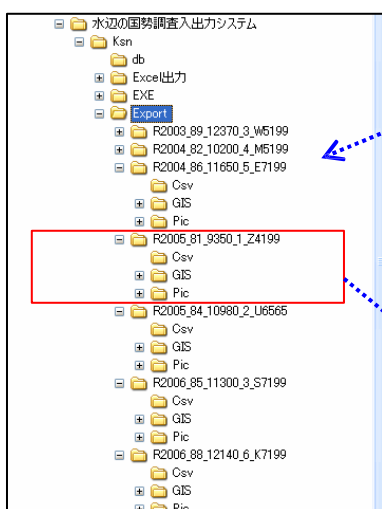 水辺の国勢調査入出力システム
Ksn
db
Excel出力
EXE
Export
R2003_89_12370_3_W5199
R2004_82_10200_4_M5199
R2004_86_11650_5_E7199
Csv
GIS
Pic
R2005_81_9350_1_Z4199
Csv
GIS
Pic
R2005_84_10980_2_U6565
Csv
GIS
Pic
R2006_85_11300_3_S7199
Csv
GIS
Pic
R2006_88_12140_6_K7199
Csv
GIS
Pic